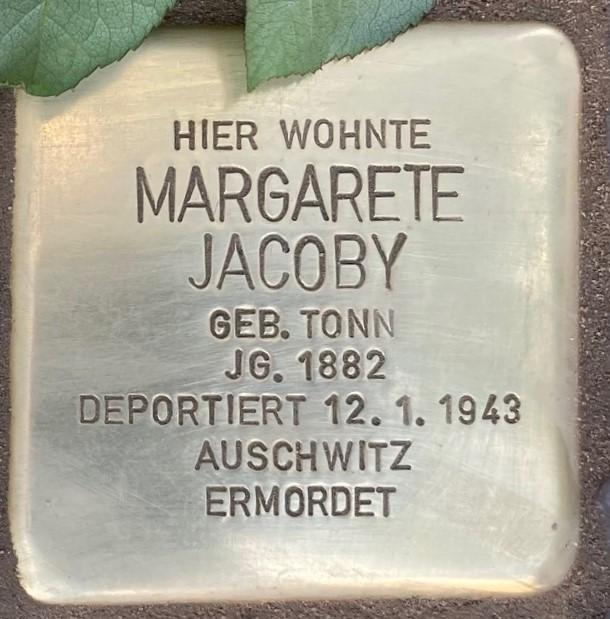 HIER WOHNTE
MARGARETE
JACOBY
GEB. TONN
JG. 1882
DEPORTIERT 12. 1. 1943
AUSCHWITZ
ERMORDET